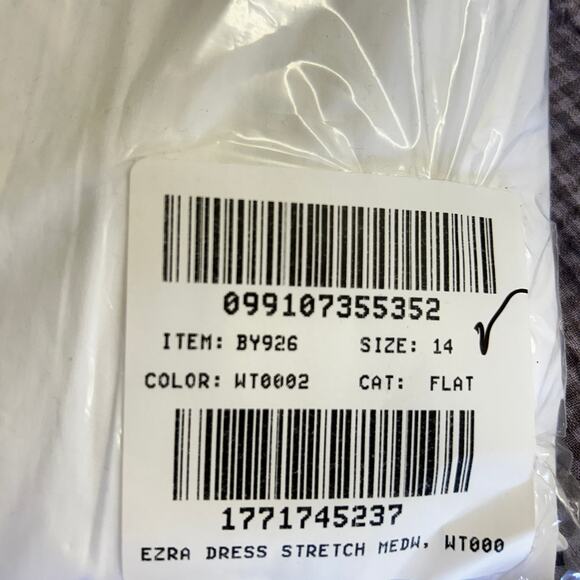 099107355352
ITEM: BY926 SIZE: 14
COLOR: WT0002 CAT: FLAT
1771745237
EZRA DRESS STRETCH MEDW, WT000